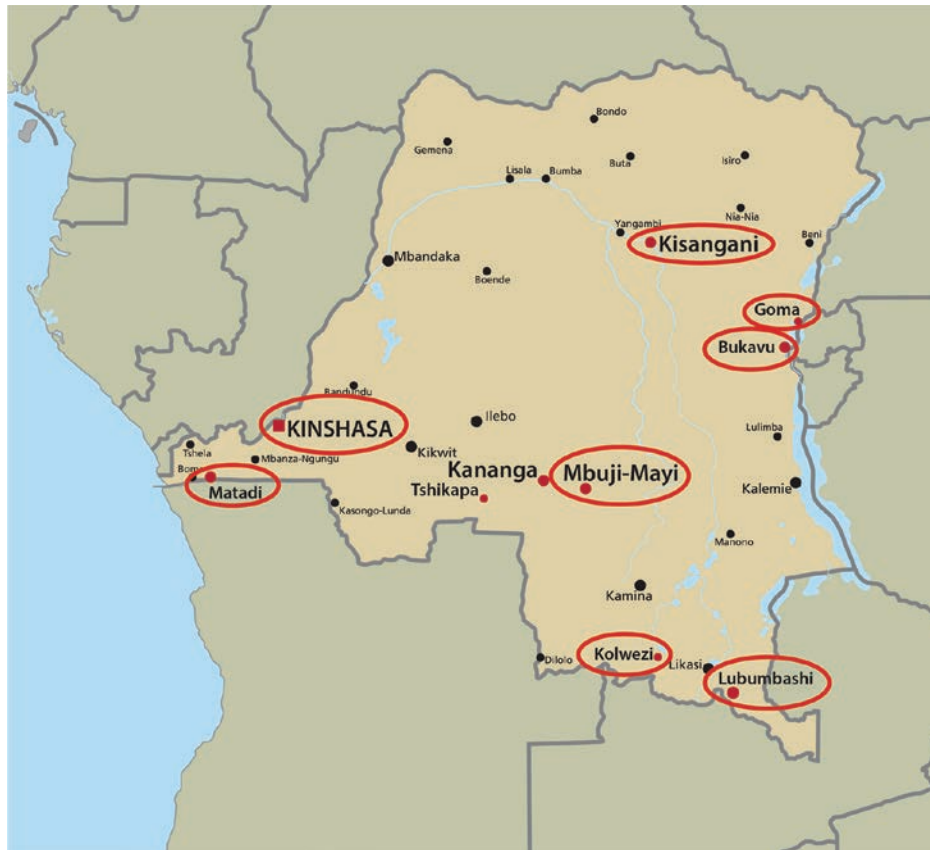 Bondo
Gemena
Buta
Isiro
Lisala
Bumba
Nia-Nia
Yangambi
Kisangani
Beni
Mbandaka
Boende
Goma
Bukavu
Bandundu
Ilebo
KINSHASA
Lulimba
Tshela
Mbanza-Ngungu
Kikwit
Boma
Kananga
Mbuji-Mayi
Matadi
Tshikapa
Kalemie
Kasongo-Lunda
Manono
Kamina
Dilolo
Kolwezi
Likasi
Lubumbashi